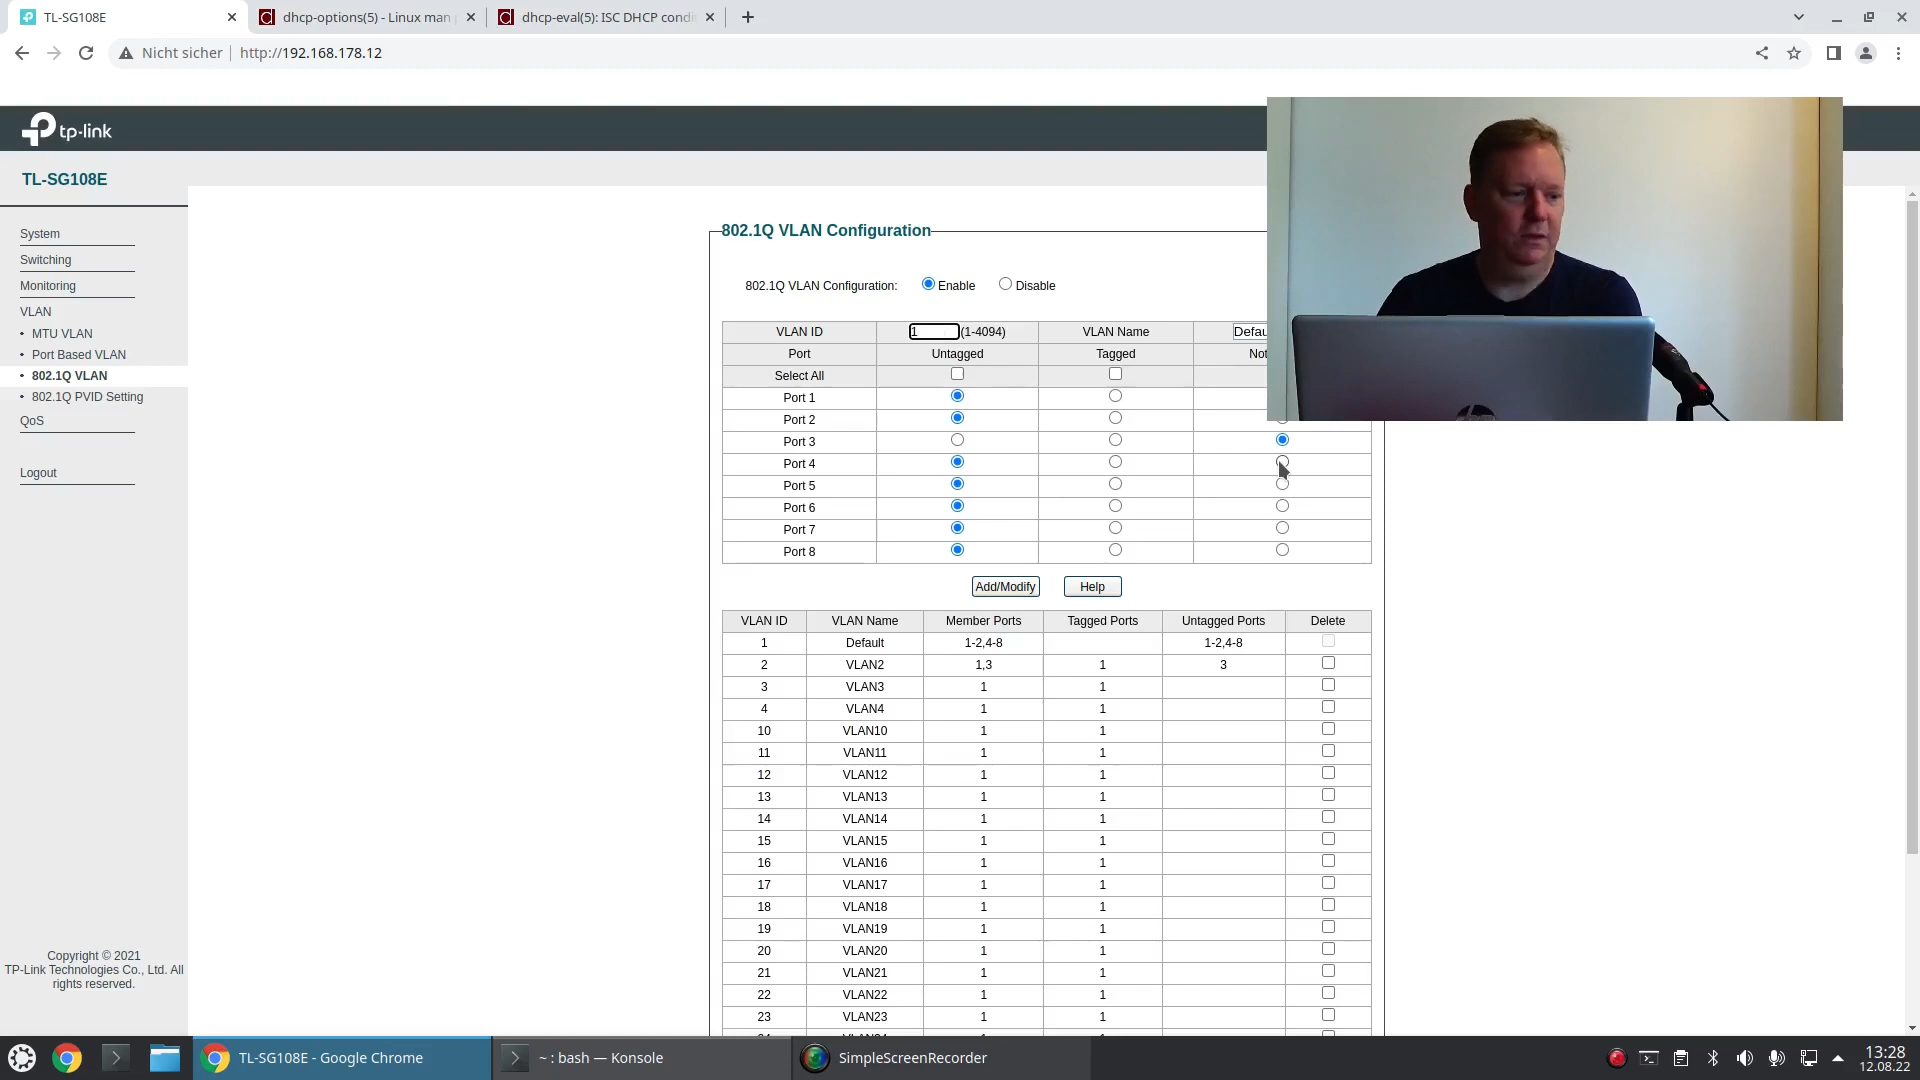 TL-SG108E
dhcp-options(5) - Linux man
dhcp-eval(5): ISC DHCP condi
Nicht sicher
http://192.168.178.12
tp-link
TL-SG108E
System
Switching
Monitoring
VLAN
MTU VLAN
Port Based VLAN
802.1Q VLAN
802.1Q PVID Setting
QoS
Logout
Copyright © 2021
TP-Link Technologies Co., Ltd. All
rights reserved.
802.1Q VLAN Configuration
802.1Q VLAN Configuration: Enable Disable
VLAN ID 1 (1-4094) VLAN Name Defau
Port Untagged Tagged Not
Select All
Port 1
Port 2
Port 3
Port 4
Port 5
Port 6
Port 7
Port 8
Add/Modify Help
VLAN ID VLAN Name Member Ports Tagged Ports Untagged Ports Delete
1 Default 1-2,4-8 1-2,4-8
2 VLAN2 1,3 1 3
3 VLAN3 1 1
4 VLAN4 1 1
10 VLAN10 1 1
11 VLAN11 1 1
12 VLAN12 1 1
13 VLAN13 1 1
14 VLAN14 1 1
15 VLAN15 1 1
16 VLAN16 1 1
17 VLAN17 1 1
18 VLAN18 1 1
19 VLAN19 1 1
20 VLAN20 1 1
21 VLAN21 1 1
22 VLAN22 1 1
23 VLAN23 1 1
TL-SG108E - Google Chrome
~ : bash — Konsole
SimpleScreenRecorder
13:28
12.08.22